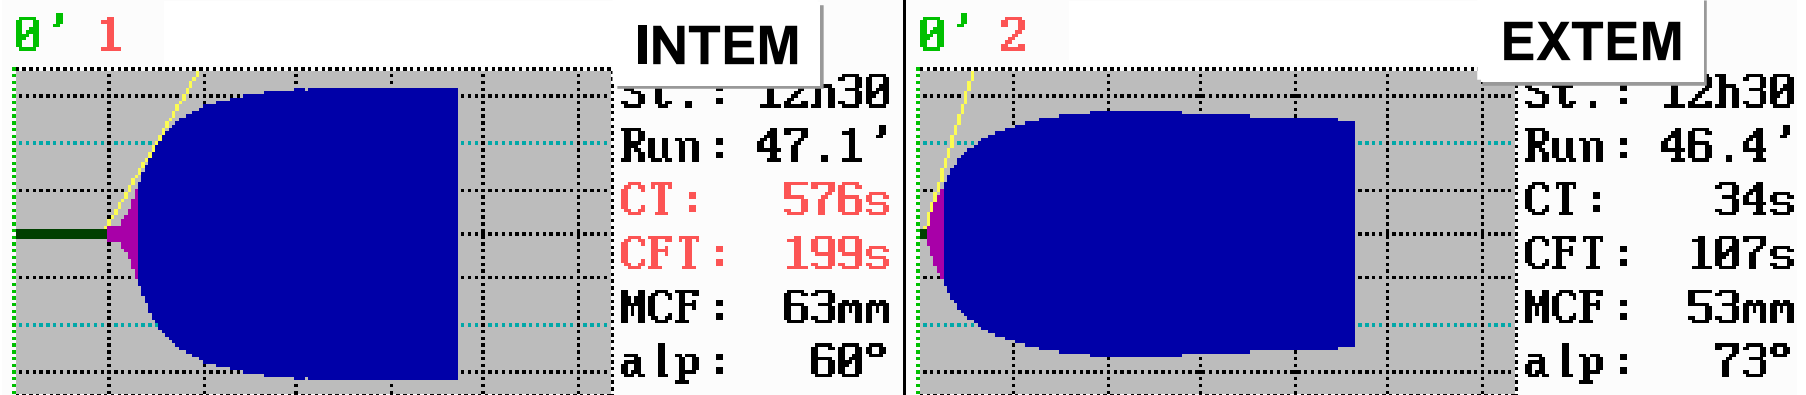 0' 1
INTEM
St.: 12h30
Run: 47.1'
CT: 576s
CFT: 199s
MCF: 63mm
alp: 60°
0' 2
EXTEM
St.: 12h30
Run: 46.4'
CT: 34s
CFT: 107s
MCF: 53mm
alp: 73°